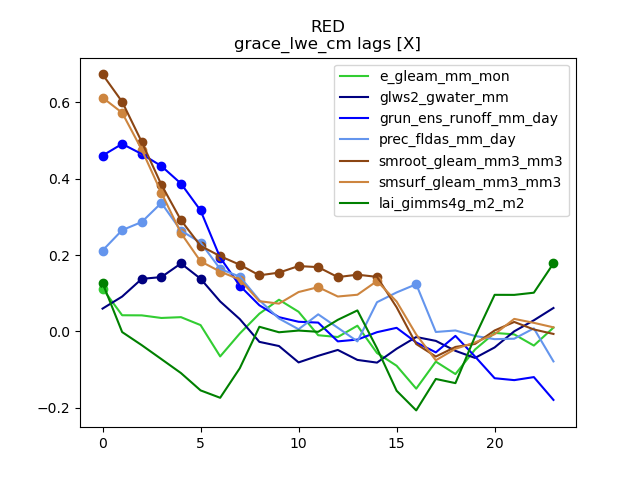 RED
grace_lwe_cm lags [X]
e_gleam_mm_mon
glws2_gwater_mm
grun_ens_runoff_mm_day
prec_fldas_mm_day
smroot_gleam_mm3_mm3
smsurf_gleam_mm3_mm3
lai_gimms4g_m2_m2
0.6
0.4
0.2
0.0
−0.2
0 5 10 15 20